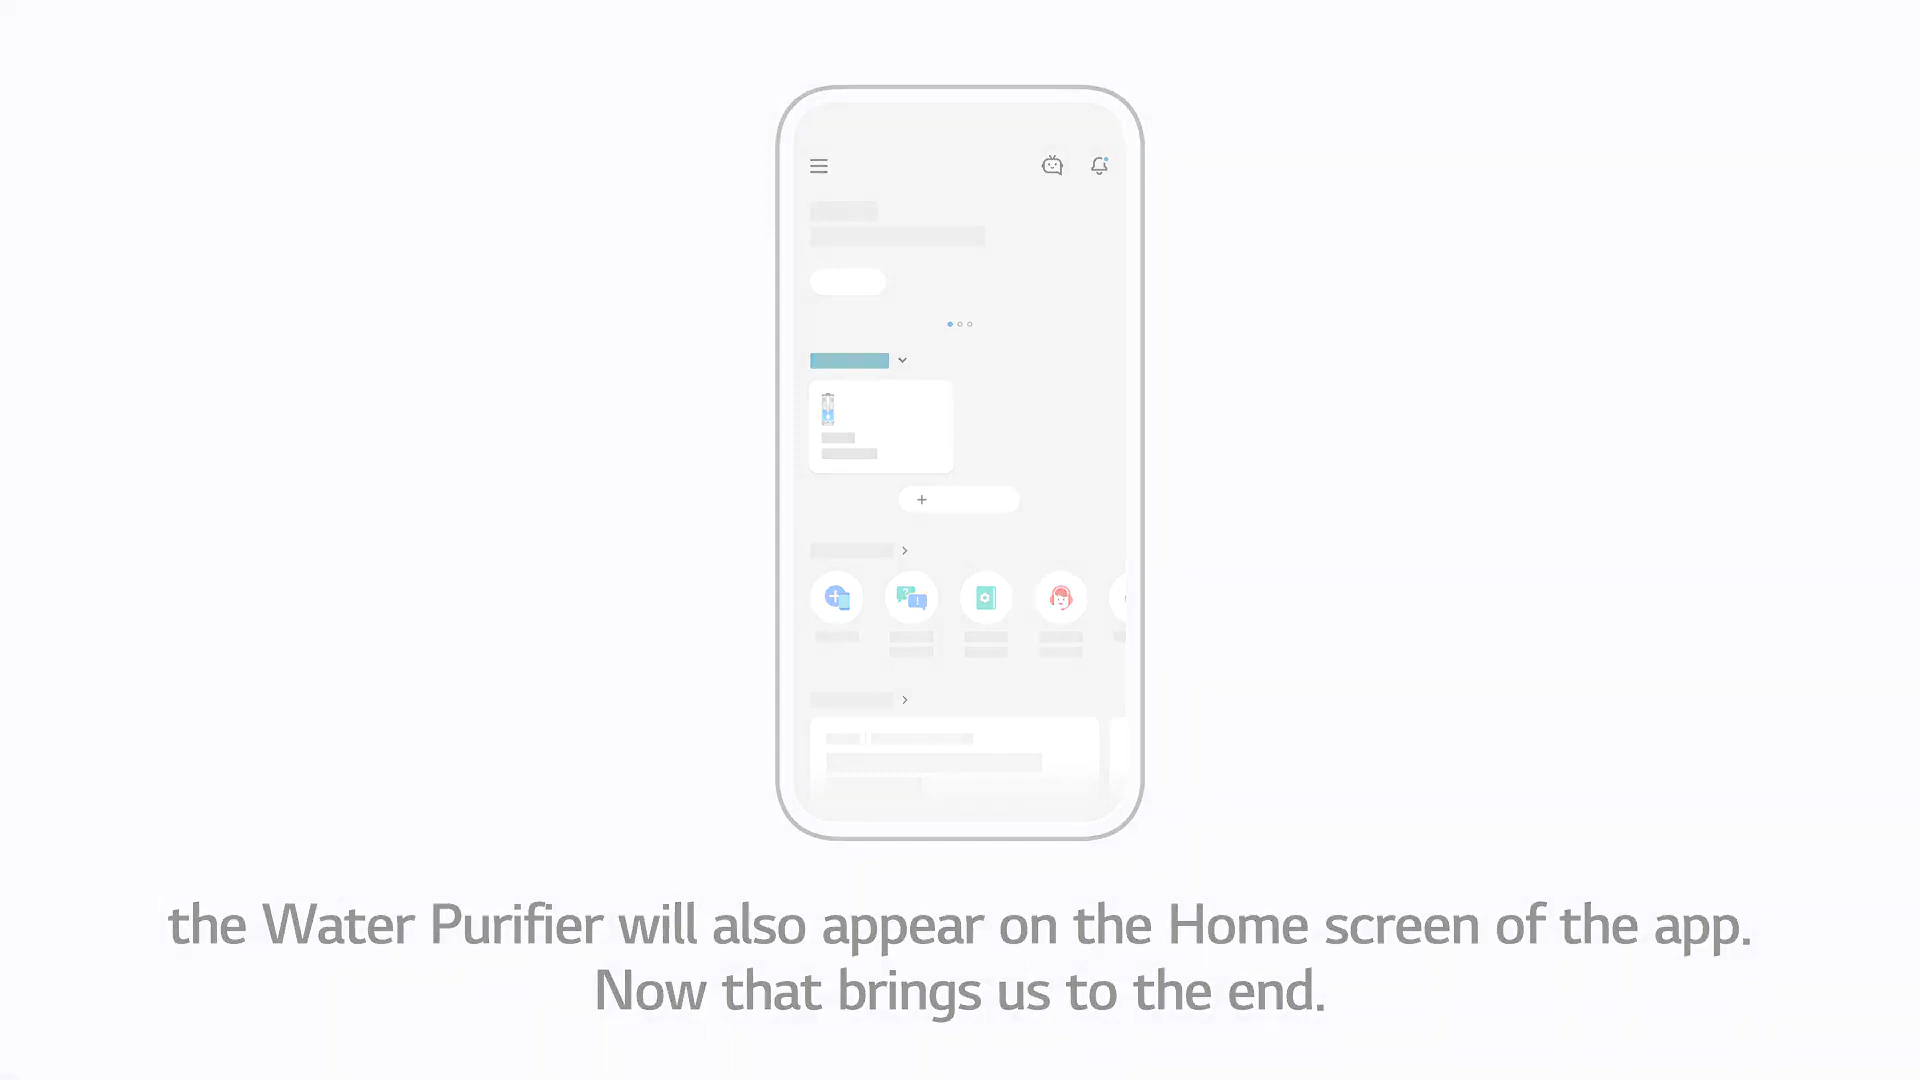 the Water Purifier will also appear on the Home screen of the app.
Now that brings us to the end.